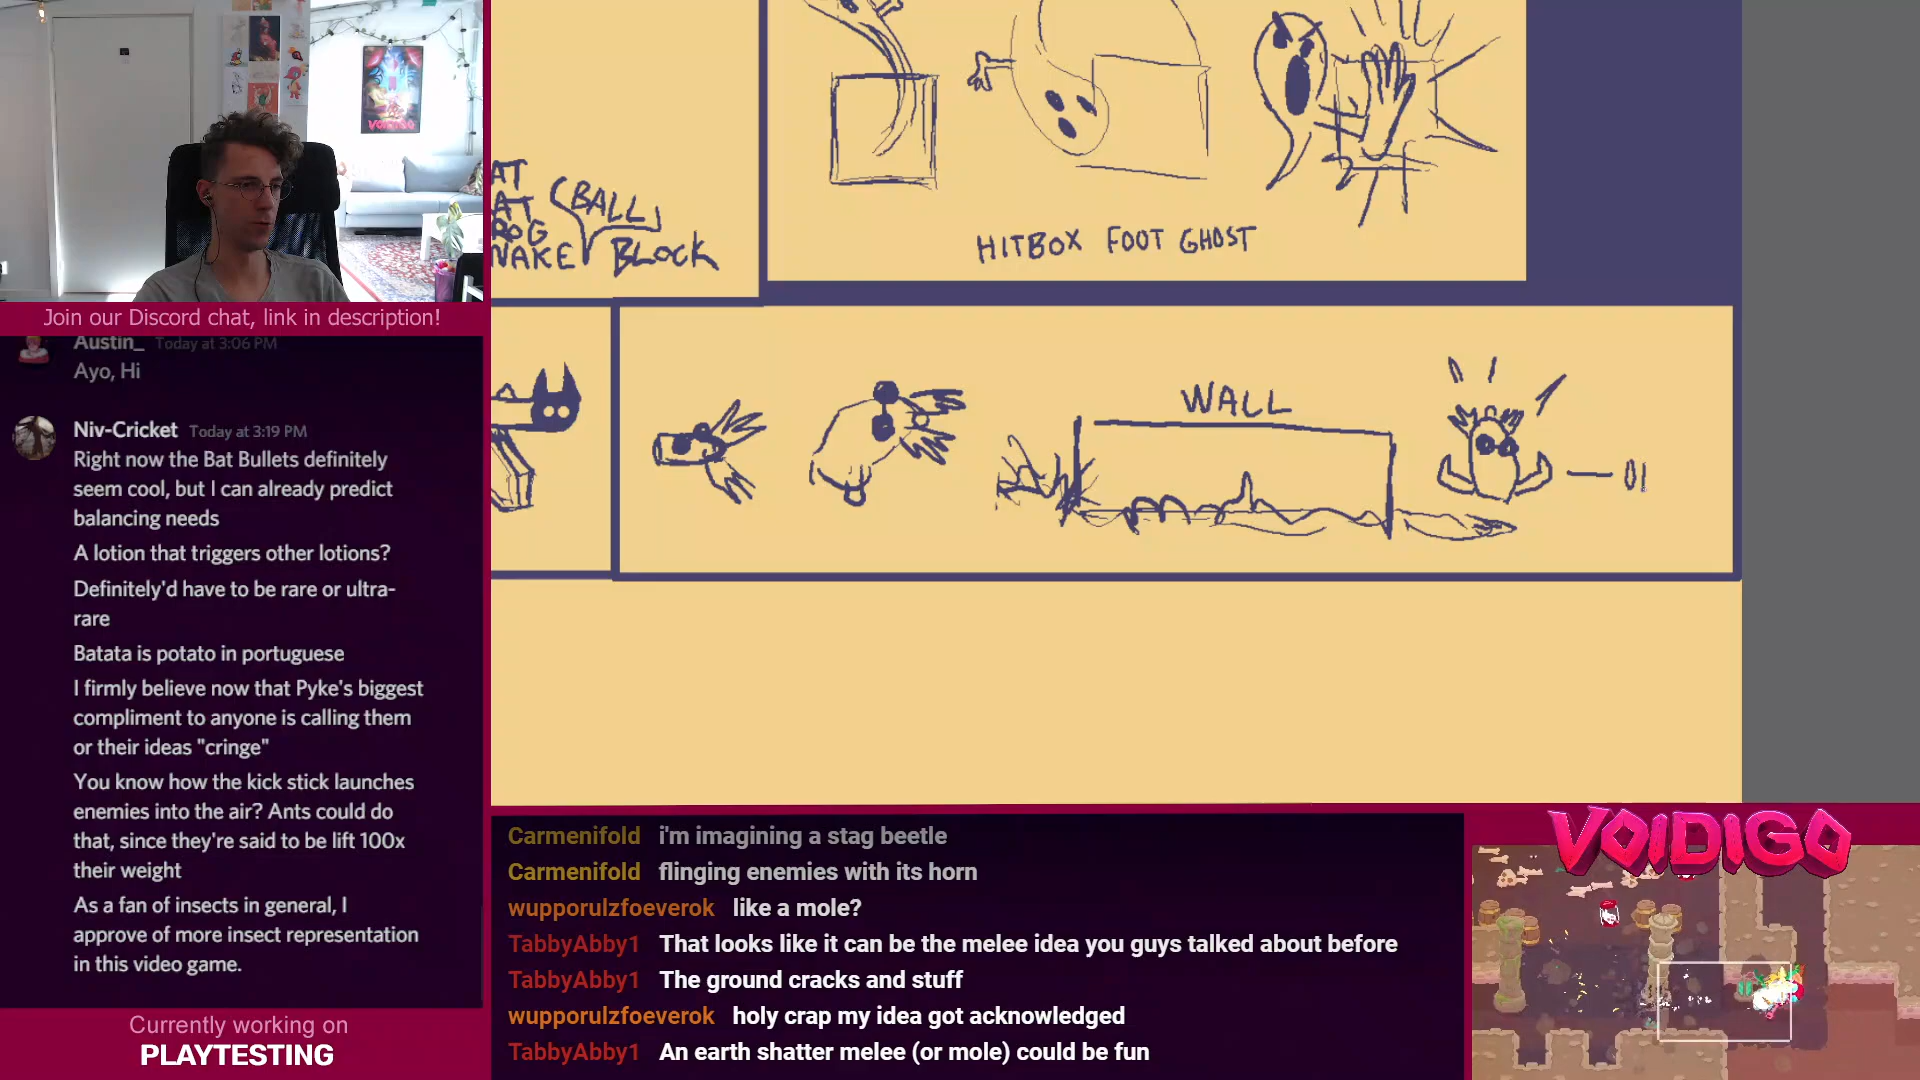 VOIDIGO
Join our Discord chat, link in description!
Austin_ Today at 3:06 PM
Ayo, Hi
Niv-Cricket Today at 3:19 PM
Right now the Bat Bullets definitely
seem cool, but I can already predict
balancing needs
A lotion that triggers other lotions?
Definitely'd have to be rare or ultra-
rare
Batata is potato in portuguese
I firmly believe now that Pyke's biggest
compliment to anyone is calling them
or their ideas "cringe"
You know how the kick stick launches
enemies into the air? Ants could do
that, since they're said to be lift 100x
their weight
As a fan of insects in general, I
approve of more insect representation
in this video game.
Currently working on
PLAYTESTING
AT
AT
ROG
NAKE
BALL
BLOCK
HITBOX FOOT GHOST
WALL
Carmenifold i'm imagining a stag beetle
Carmenifold flinging enemies with its horn
wupporulzfoeverok like a mole?
TabbyAbby1 That looks like it can be the melee idea you guys talked about before
TabbyAbby1 The ground cracks and stuff
wupporulzfoeverok holy crap my idea got acknowledged
TabbyAbby1 An earth shatter melee (or mole) could be fun
VOIDIGO